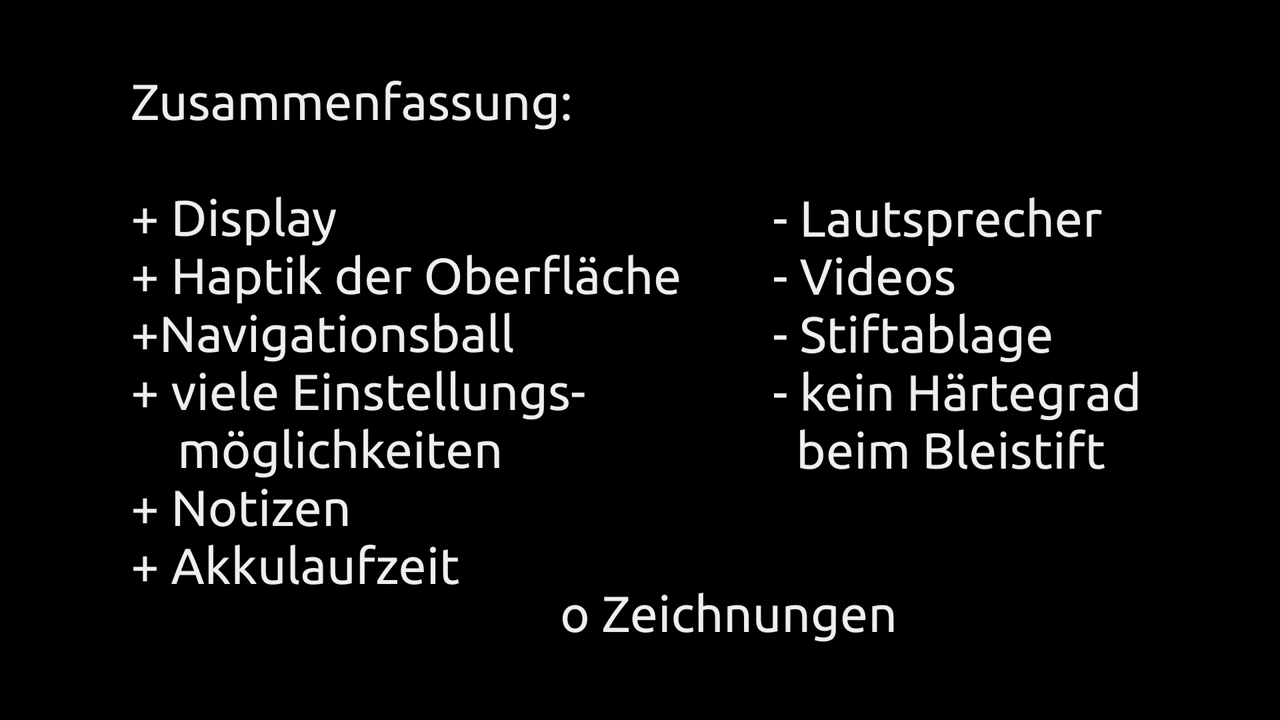 Zusammenfassung:
+ Display
+ Haptik der Oberfläche
+Navigationsball
+ viele Einstellungs-
möglichkeiten
+ Notizen
+ Akkulaufzeit
- Lautsprecher
- Videos
- Stiftablage
- kein Härtegrad
beim Bleistift
o Zeichnungen